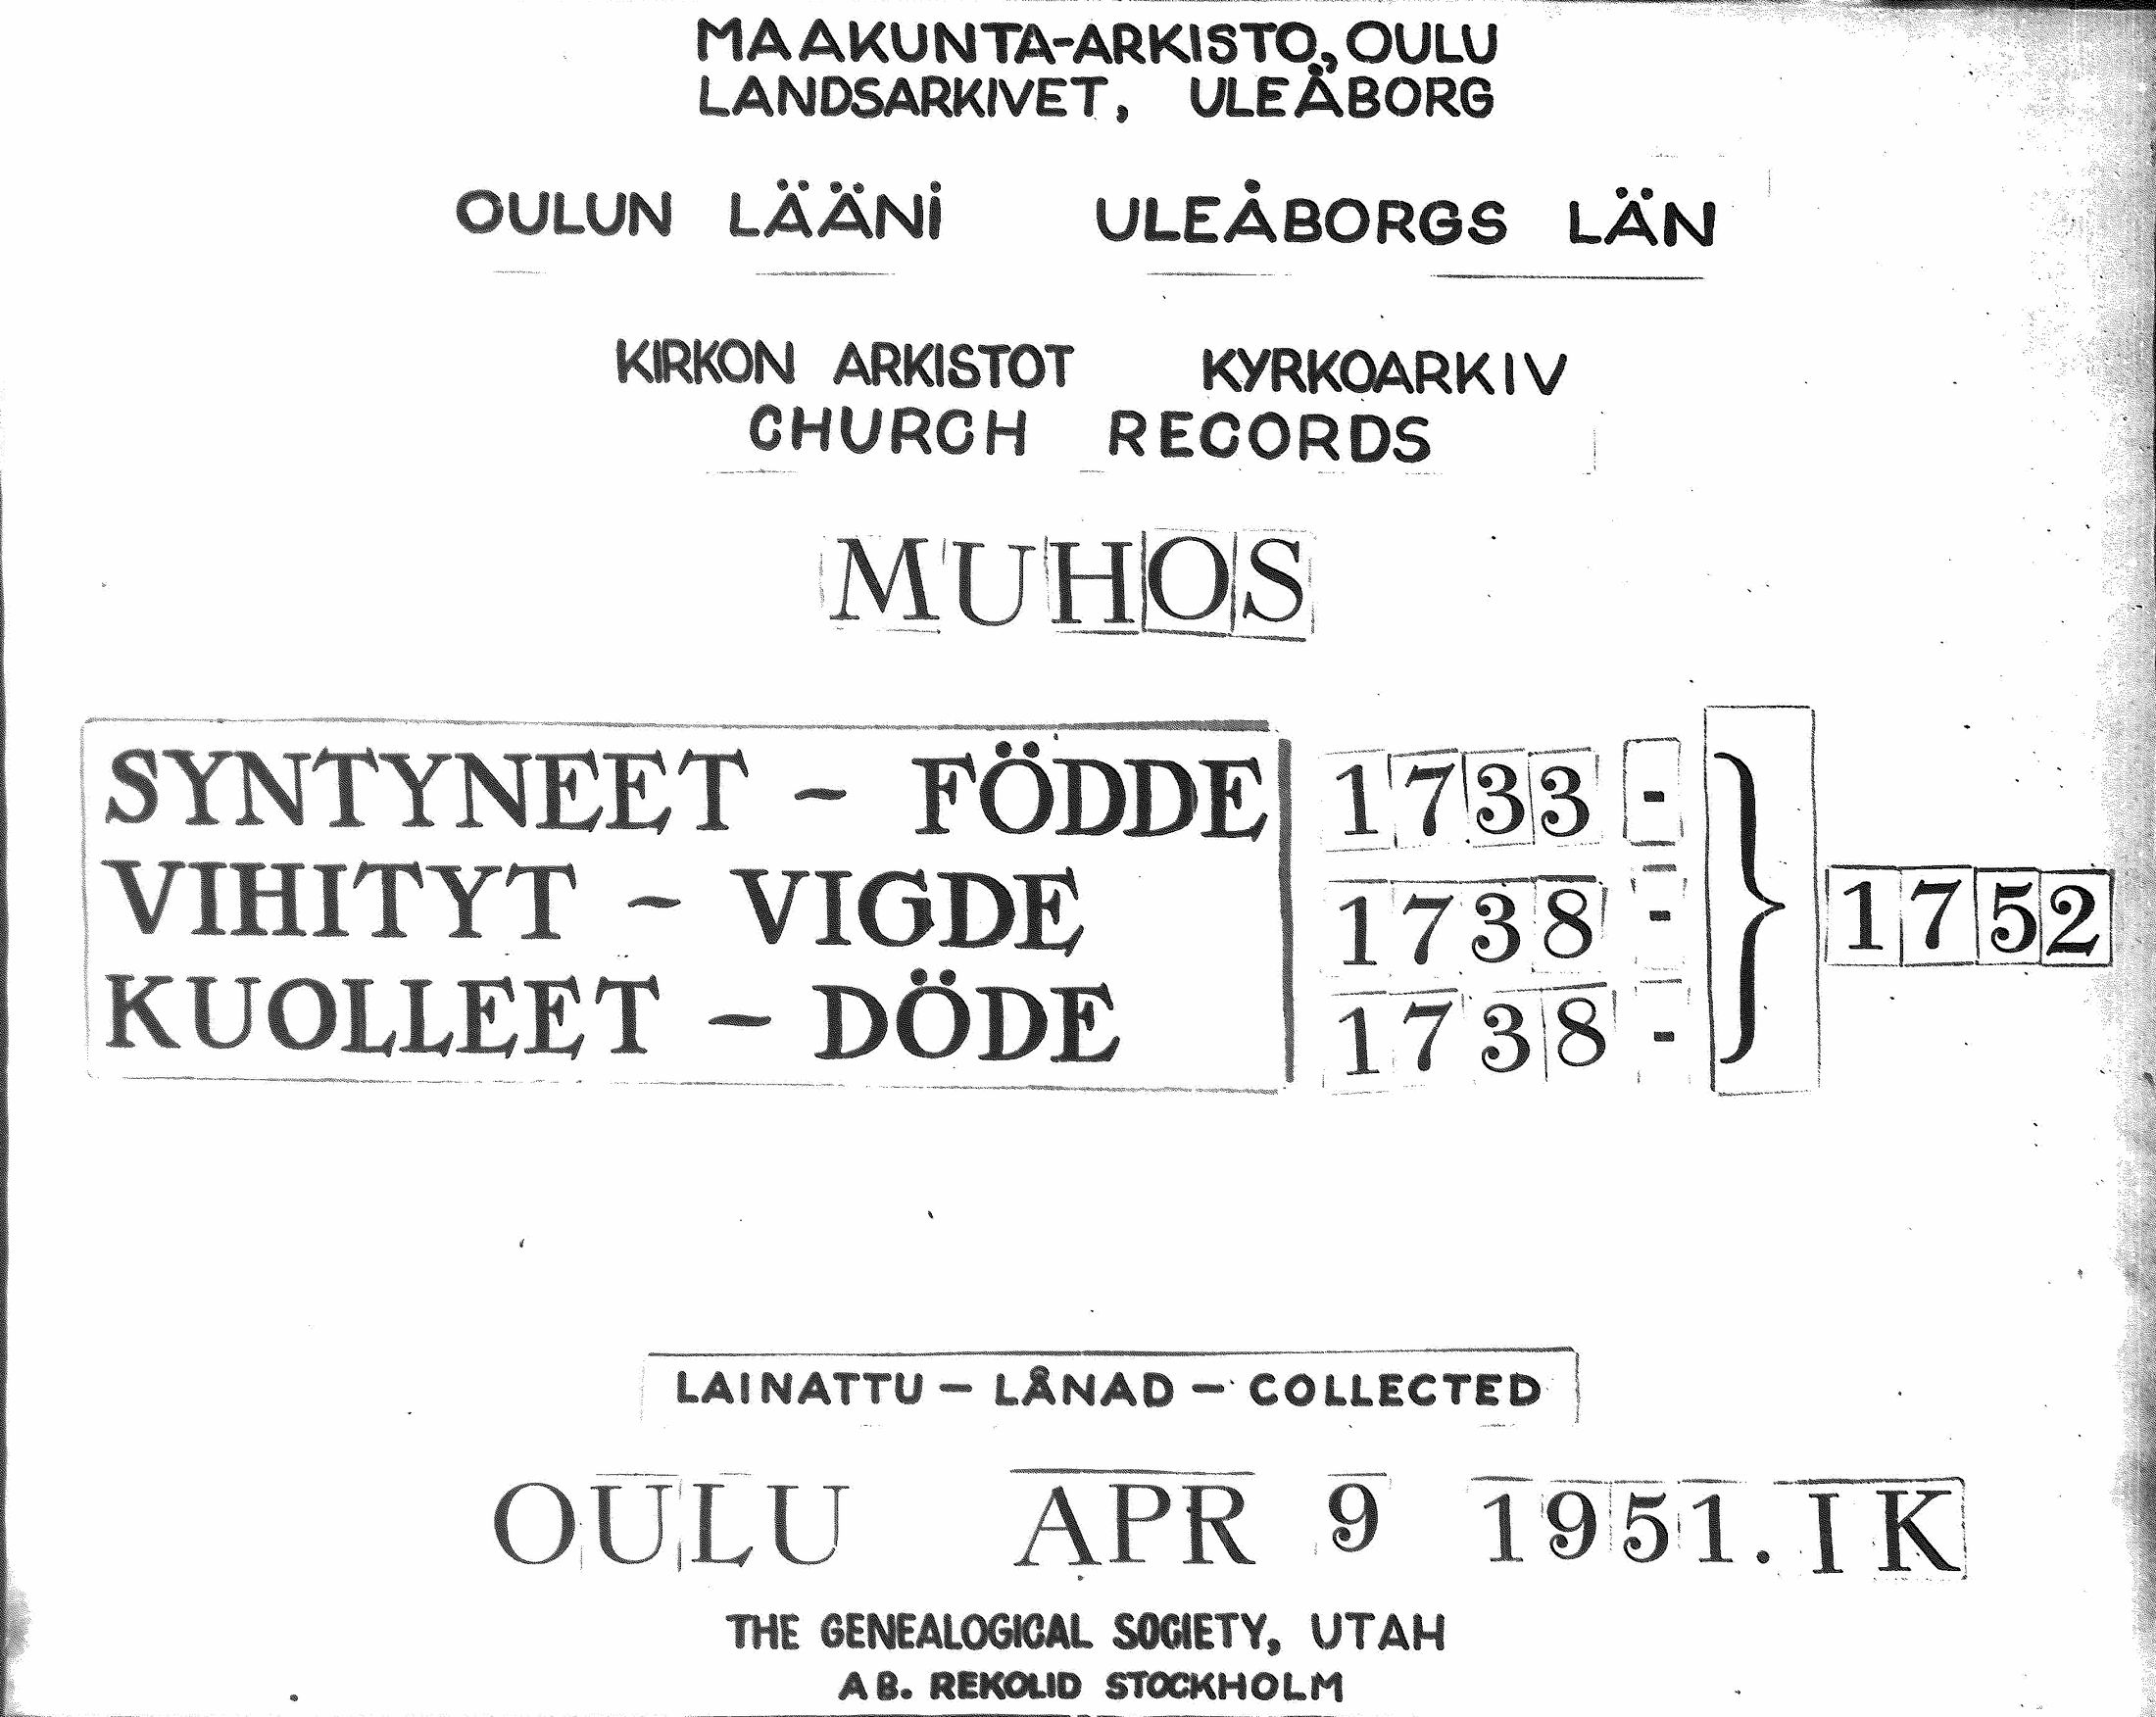 MAAKUNTA-ARKISTO, OULU
LANDSARKIVET, ULEÅBORG
OULUN LÄÄNI ULEÅBORGS LÄN
KIRKON ARKISTOT KYRKOARKIV
CHURCH RECORDS
MUHOS
SYNTYNEET - FÖDDE 1733 -
VIHITYT - VIGDE 1738 - } 1752
KUOLLEET - DÖDE 1738 -
LAINATTU - LÅNAD - COLLECTED
OULU APR 9 1951. IK
THE GENEALOGICAL SOCIETY, UTAH
AB. REKOLID STOCKHOLM